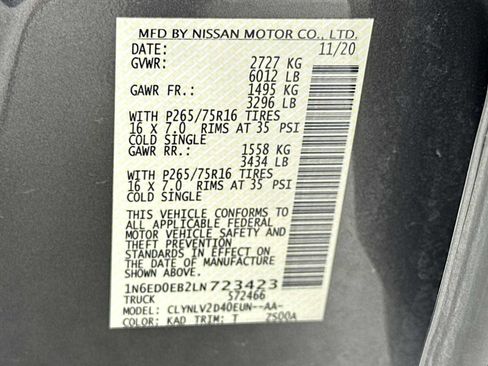 MFD BY NISSAN MOTOR CO., LTD.
DATE: 11/20
GVWR: 2727 KG
6012 LB
GAWR FR.: 1495 KG
3296 LB
WITH P265/75R16 TIRES
16 X 7.0 RIMS AT 35 PSI
COLD SINGLE
GAWR RR.: 1558 KG
3434 LB
WITH P265/75R16 TIRES
16 X 7.0 RIMS AT 35 PSI
COLD SINGLE
THIS VEHICLE CONFORMS TO
ALL APPLICABLE FEDERAL
MOTOR VEHICLE SAFETY AND
THEFT PREVENTION
STANDARDS IN EFFECT ON
THE DATE OF MANUFACTURE
SHOWN ABOVE.
1N6ED0EB2LN723423
TRUCK 572466
MODEL: CLYNLV2D40EUN--AA-
COLOR: KAD TRIM: T 2500A